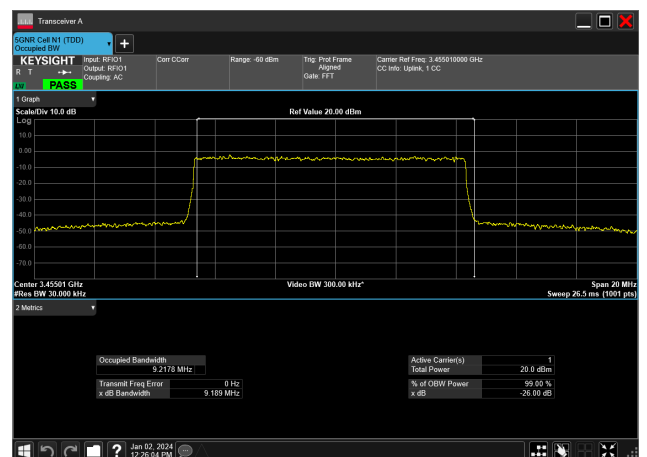 Transceiver A
5GNR Cell N1 (TDD)
Occupied BW
KEYSIGHT
R T
LV PASS
Input: RFIO1
Output: RFIO1
Coupling: AC
Corr CCorr
Range: -60 dBm
Trig: Prot Frame
Aligned
Gate: FFT
Carrier Ref Freq: 3.455010000 GHz
CC Info: Uplink, 1 CC
1 Graph
Scale/Div 10.0 dB
Ref Value 20.00 dBm
Log
10.0
0.00
-10.0
-20.0
-30.0
-40.0
-50.0
-60.0
-70.0
Center 3.45501 GHz
Video BW 300.00 kHz*
Span 20 MHz
#Res BW 30.000 kHz
Sweep 26.5 ms (1001 pts)
2 Metrics
Occupied Bandwidth
9.2178 MHz
Transmit Freq Error 0 Hz
x dB Bandwidth 9.189 MHz
Active Carrier(s) 1
Total Power 20.0 dBm
% of OBW Power 99.00 %
x dB -26.00 dB
?
Jan 02, 2024
12:26:04 PM